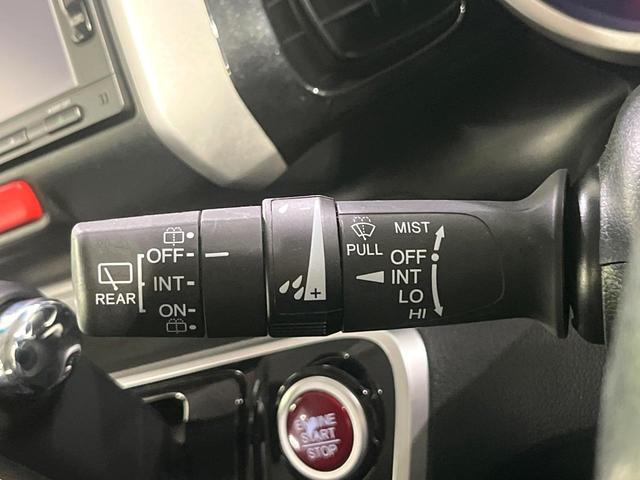 OFF
INT
ON
REAR
MIST
PULL
OFF
INT
LO
HI
ENGINE
START
STOP